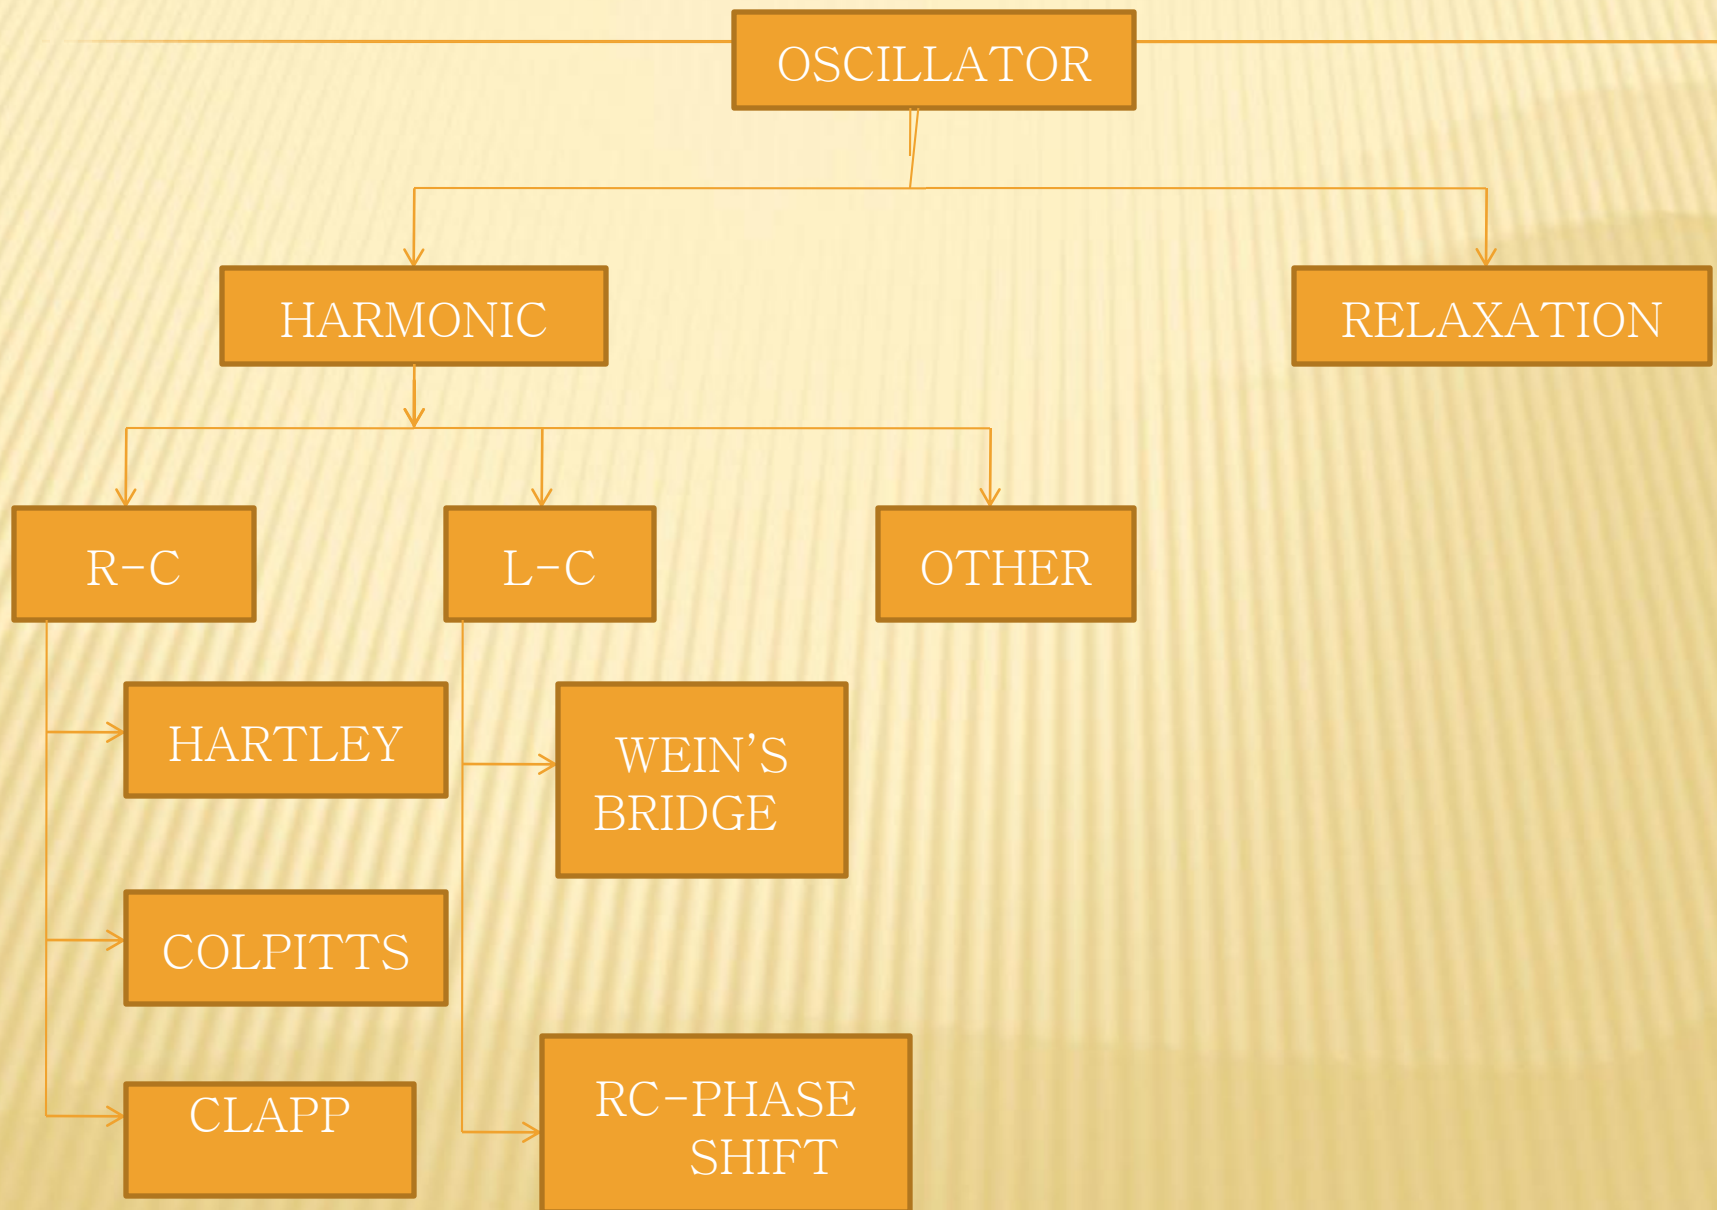 OSCILLATOR
HARMONIC
RELAXATION
R-C
L-C
OTHER
HARTLEY
WEIN'S
BRIDGE
COLPITTS
CLAPP
RC-PHASE
SHIFT